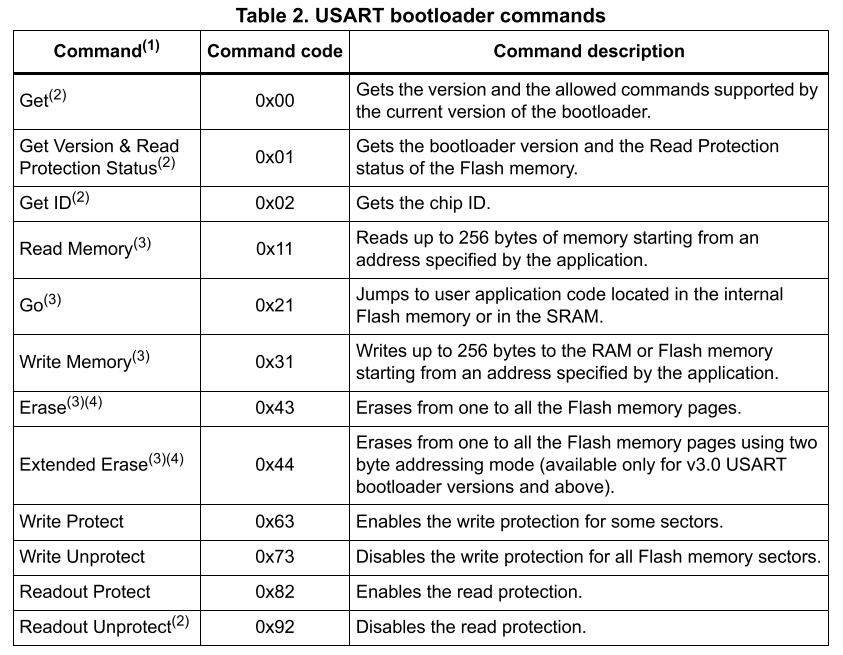 Table 2. USART bootloader commands
Command(1) Command code Command description
Get(2) 0x00 Gets the version and the allowed commands supported by
the current version of the bootloader.
Get Version & Read
Protection Status(2) 0x01 Gets the bootloader version and the Read Protection
status of the Flash memory.
Get ID(2) 0x02 Gets the chip ID.
Read Memory(3) 0x11 Reads up to 256 bytes of memory starting from an
address specified by the application.
Go(3) 0x21 Jumps to user application code located in the internal
Flash memory or in the SRAM.
Write Memory(3) 0x31 Writes up to 256 bytes to the RAM or Flash memory
starting from an address specified by the application.
Erase(3)(4) 0x43 Erases from one to all the Flash memory pages.
Extended Erase(3)(4) 0x44 Erases from one to all the Flash memory pages using two
byte addressing mode (available only for v3.0 USART
bootloader versions and above).
Write Protect 0x63 Enables the write protection for some sectors.
Write Unprotect 0x73 Disables the write protection for all Flash memory sectors.
Readout Protect 0x82 Enables the read protection.
Readout Unprotect(2) 0x92 Disables the read protection.